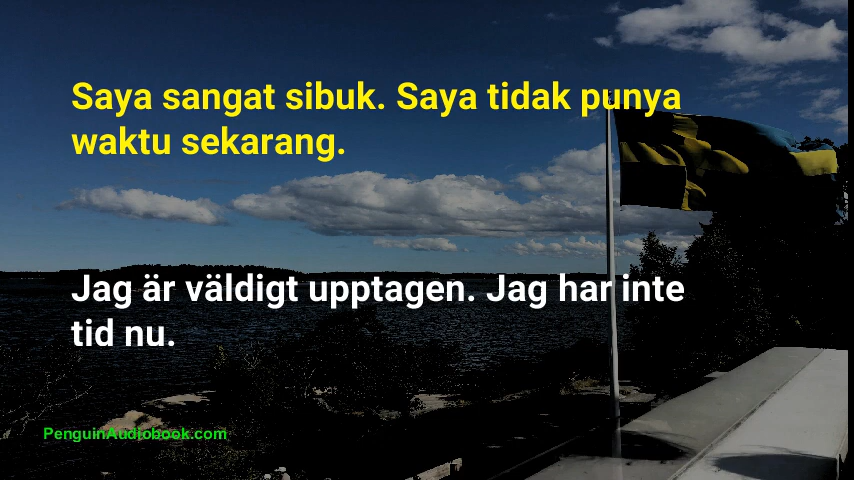 Saya sangat sibuk. Saya tidak punya
waktu sekarang.
Jag är väldigt upptagen. Jag har inte
tid nu.
PenguinAudiobook.com